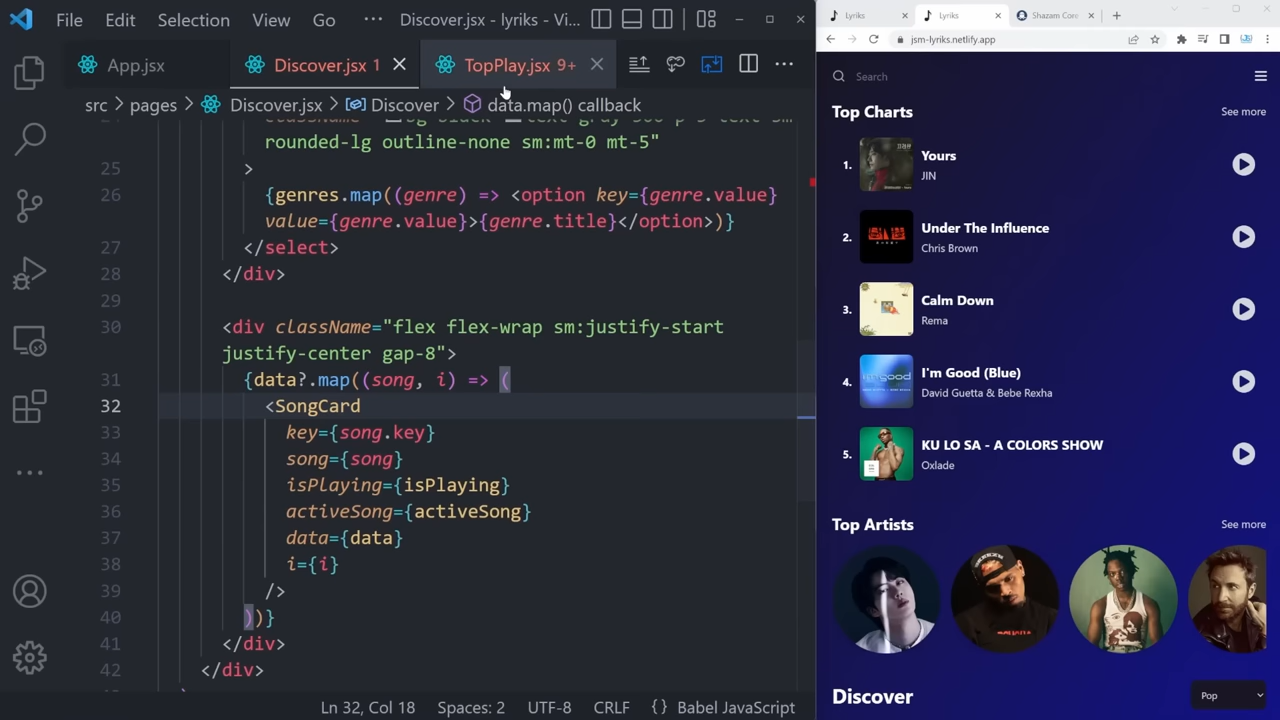 File Edit Selection View Go ··· Discover.jsx - lyriks - Vi...
App.jsx Discover.jsx 1 TopPlay.jsx 9+
src > pages > Discover.jsx > Discover > data.map() callback
rounded-lg outline-none sm:mt-0 mt-5"
25 >
26 {genres.map((genre) => <option key={genre.value}
value={genre.value}>{genre.title}</option>)}
27 </select>
28 </div>
29
30 <div className="flex flex-wrap sm:justify-start
justify-center gap-8">
31 {data?.map((song, i) => (
32 <SongCard
33 key={song.key}
34 song={song}
35 isPlaying={isPlaying}
36 activeSong={activeSong}
37 data={data}
38 i={i}
39 />
40 ))}
41 </div>
42 </div>
Ln 32, Col 18 Spaces: 2 UTF-8 CRLF {} Babel JavaScript
Lyriks Lyriks Shazam Core
jsm-lyriks.netlify.app
Search
Top Charts See more
1. Yours
JIN
2. Under The Influence
Chris Brown
3. Calm Down
Rema
4. I'm Good (Blue)
David Guetta & Bebe Rexha
5. KU LO SA - A COLORS SHOW
Oxlade
Top Artists See more
Discover Pop